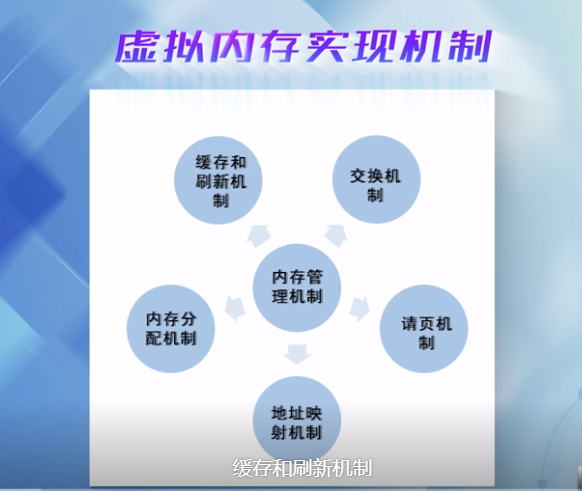 虚拟内存实现机制
缓存和
刷新机
制
交换机
制
内存管
理机制
内存分
配机制
请页机
制
地址映
射机制
缓存和刷新机制